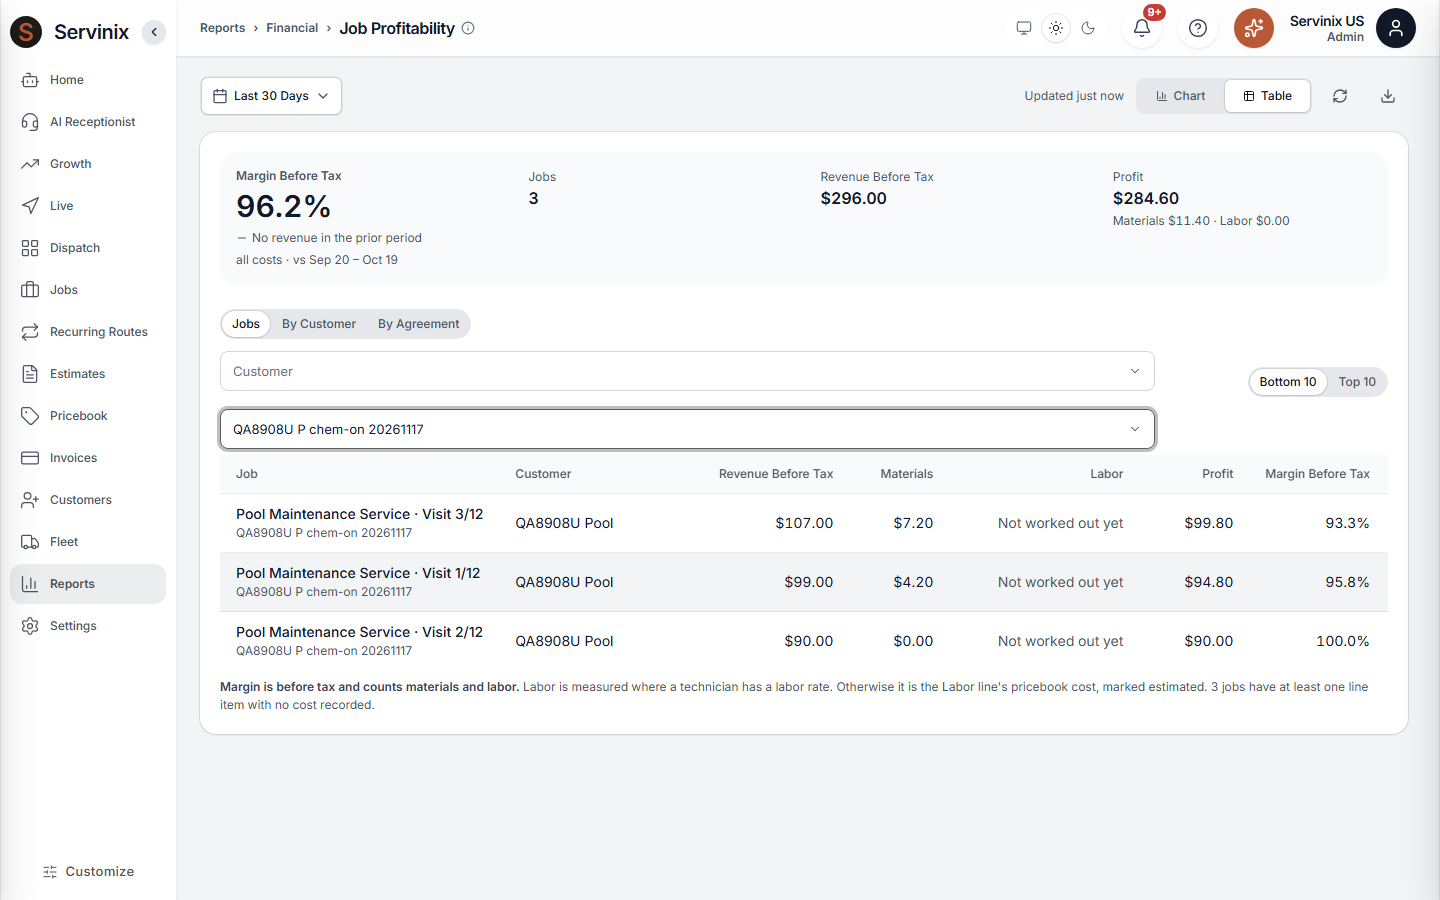 Servinix
Home
AI Receptionist
Growth
Live
Dispatch
Jobs
Recurring Routes
Estimates
Pricebook
Invoices
Customers
Fleet
Reports
Settings
Customize
Reports › Financial › Job Profitability
9+
Servinix US
Admin
Last 30 Days
Updated just now
Chart
Table
Margin Before Tax
96.2%
– No revenue in the prior period
all costs · vs Sep 20 – Oct 19
Jobs
3
Revenue Before Tax
$296.00
Profit
$284.60
Materials $11.40 · Labor $0.00
Jobs By Customer By Agreement
Customer
Bottom 10 Top 10
QA8908U P chem-on 20261117
Job Customer Revenue Before Tax Materials Labor Profit Margin Before Tax
Pool Maintenance Service · Visit 3/12
QA8908U P chem-on 20261117
QA8908U Pool $107.00 $7.20 Not worked out yet $99.80 93.3%
Pool Maintenance Service · Visit 1/12
QA8908U P chem-on 20261117
QA8908U Pool $99.00 $4.20 Not worked out yet $94.80 95.8%
Pool Maintenance Service · Visit 2/12
QA8908U P chem-on 20261117
QA8908U Pool $90.00 $0.00 Not worked out yet $90.00 100.0%
Margin is before tax and counts materials and labor. Labor is measured where a technician has a labor rate. Otherwise it is the Labor line's pricebook cost, marked estimated. 3 jobs have at least one line
item with no cost recorded.